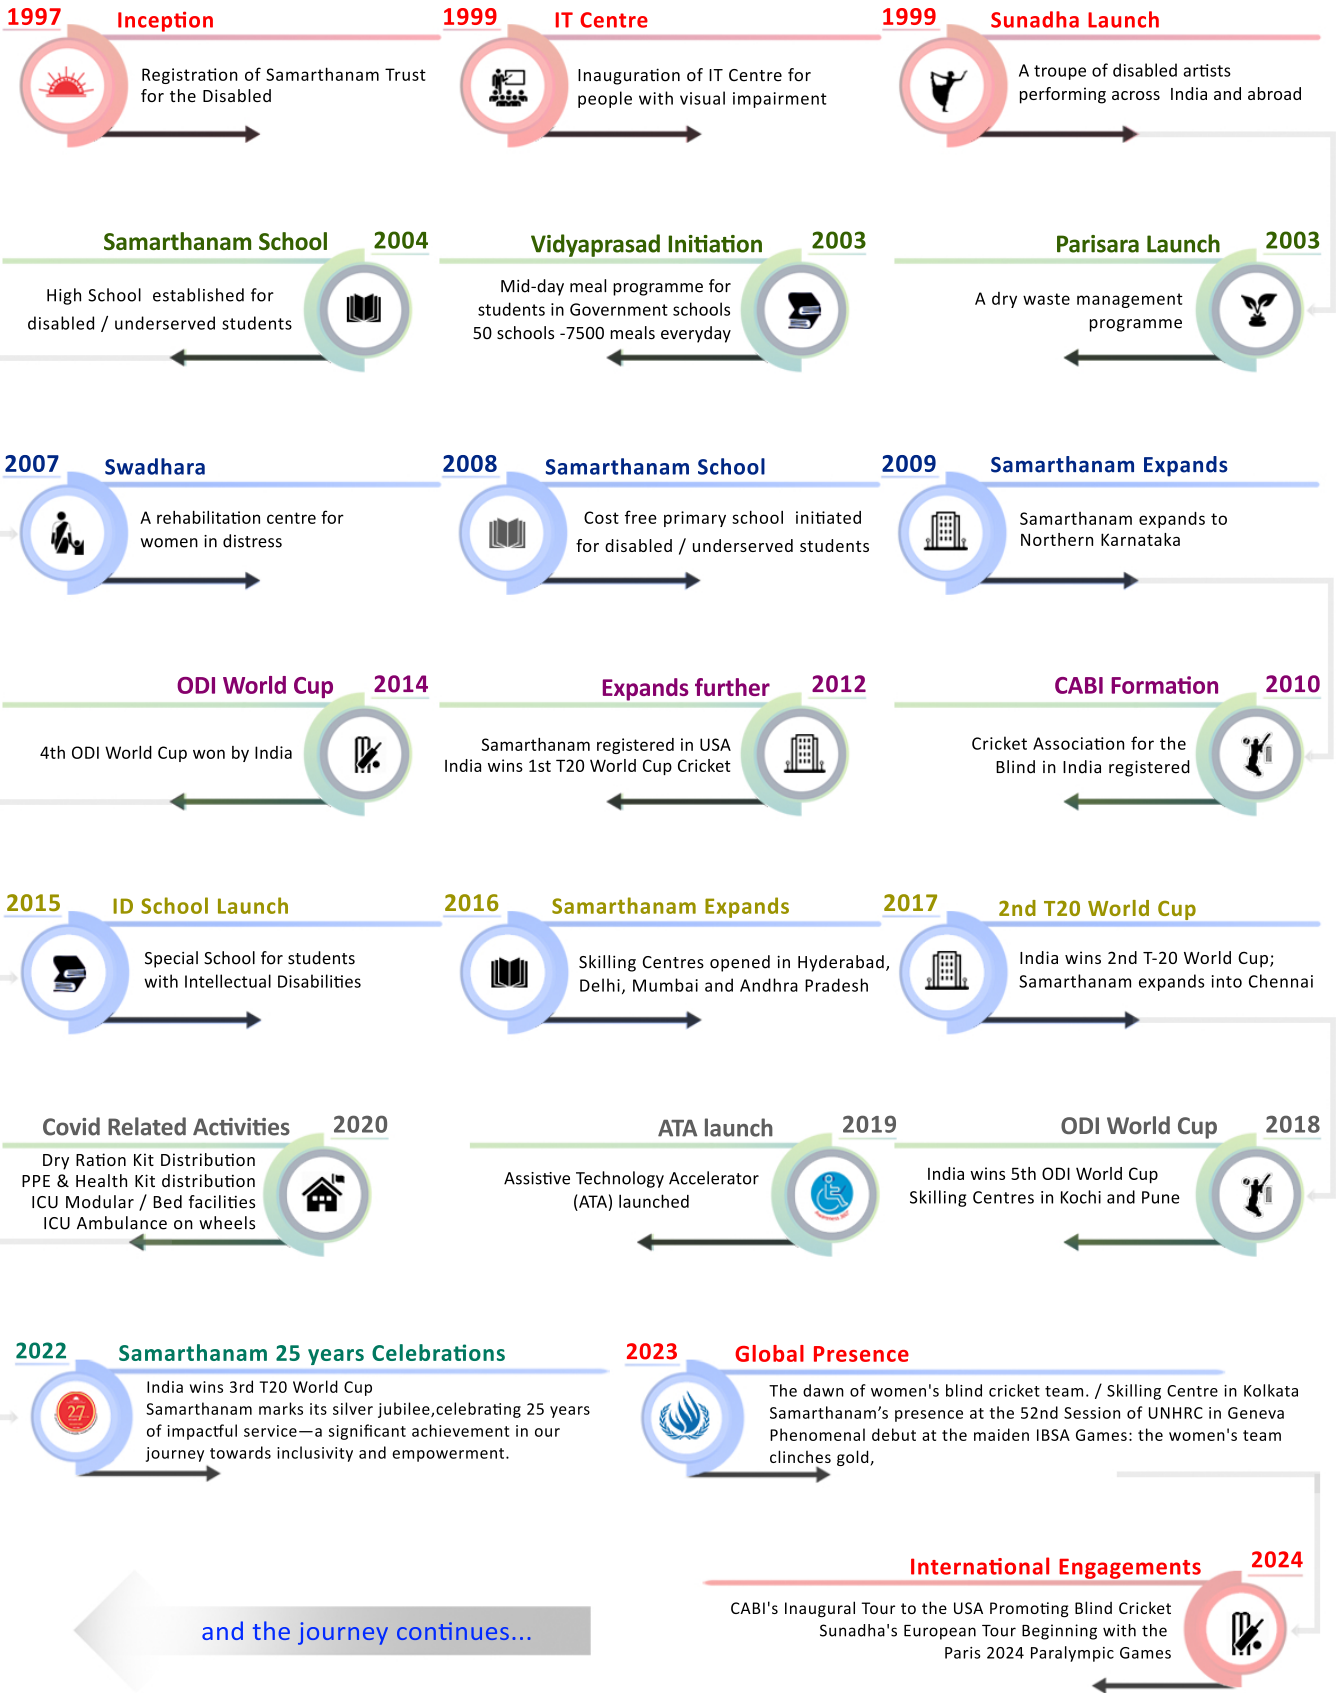 1997 Inception
Registration of Samarthanam Trust
for the Disabled
1999 IT Centre
Inauguration of IT Centre for
people with visual impairment
1999 Sunadha Launch
A troupe of disabled artists
performing across India and abroad
Parisara Launch 2003
A dry waste management
programme
Vidyaprasad Initiation 2003
Mid-day meal programme for
students in Government schools
50 schools -7500 meals everyday
Samarthanam School 2004
High School established for
disabled / underserved students
2007 Swadhara
A rehabilitation centre for
women in distress
2008 Samarthanam School
Cost free primary school initiated
for disabled / underserved students
2009 Samarthanam Expands
Samarthanam expands to
Northern Karnataka
CABI Formation 2010
Cricket Association for the
Blind in India registered
Expands further 2012
Samarthanam registered in USA
India wins 1st T20 World Cup Cricket
ODI World Cup 2014
4th ODI World Cup won by India
2015 ID School Launch
Special School for students
with Intellectual Disabilities
2016 Samarthanam Expands
Skilling Centres opened in Hyderabad,
Delhi, Mumbai and Andhra Pradesh
2017 2nd T20 World Cup
India wins 2nd T-20 World Cup;
Samarthanam expands into Chennai
ODI World Cup 2018
India wins 5th ODI World Cup
Skilling Centres in Kochi and Pune
ATA launch 2019
Assistive Technology Accelerator
(ATA) launched
Covid Related Activities 2020
Dry Ration Kit Distribution
PPE & Health Kit distribution
ICU Modular / Bed facilities
ICU Ambulance on wheels
2022 Samarthanam 25 years Celebrations
27
India wins 3rd T20 World Cup
Samarthanam marks its silver jubilee,celebrating 25 years
of impactful service—a significant achievement in our
journey towards inclusivity and empowerment.
2023 Global Presence
The dawn of women's blind cricket team. / Skilling Centre in Kolkata
Samarthanam’s presence at the 52nd Session of UNHRC in Geneva
Phenomenal debut at the maiden IBSA Games: the women's team
clinches gold,
International Engagements 2024
CABI's Inaugural Tour to the USA Promoting Blind Cricket
Sunadha's European Tour Beginning with the
Paris 2024 Paralympic Games
and the journey continues...